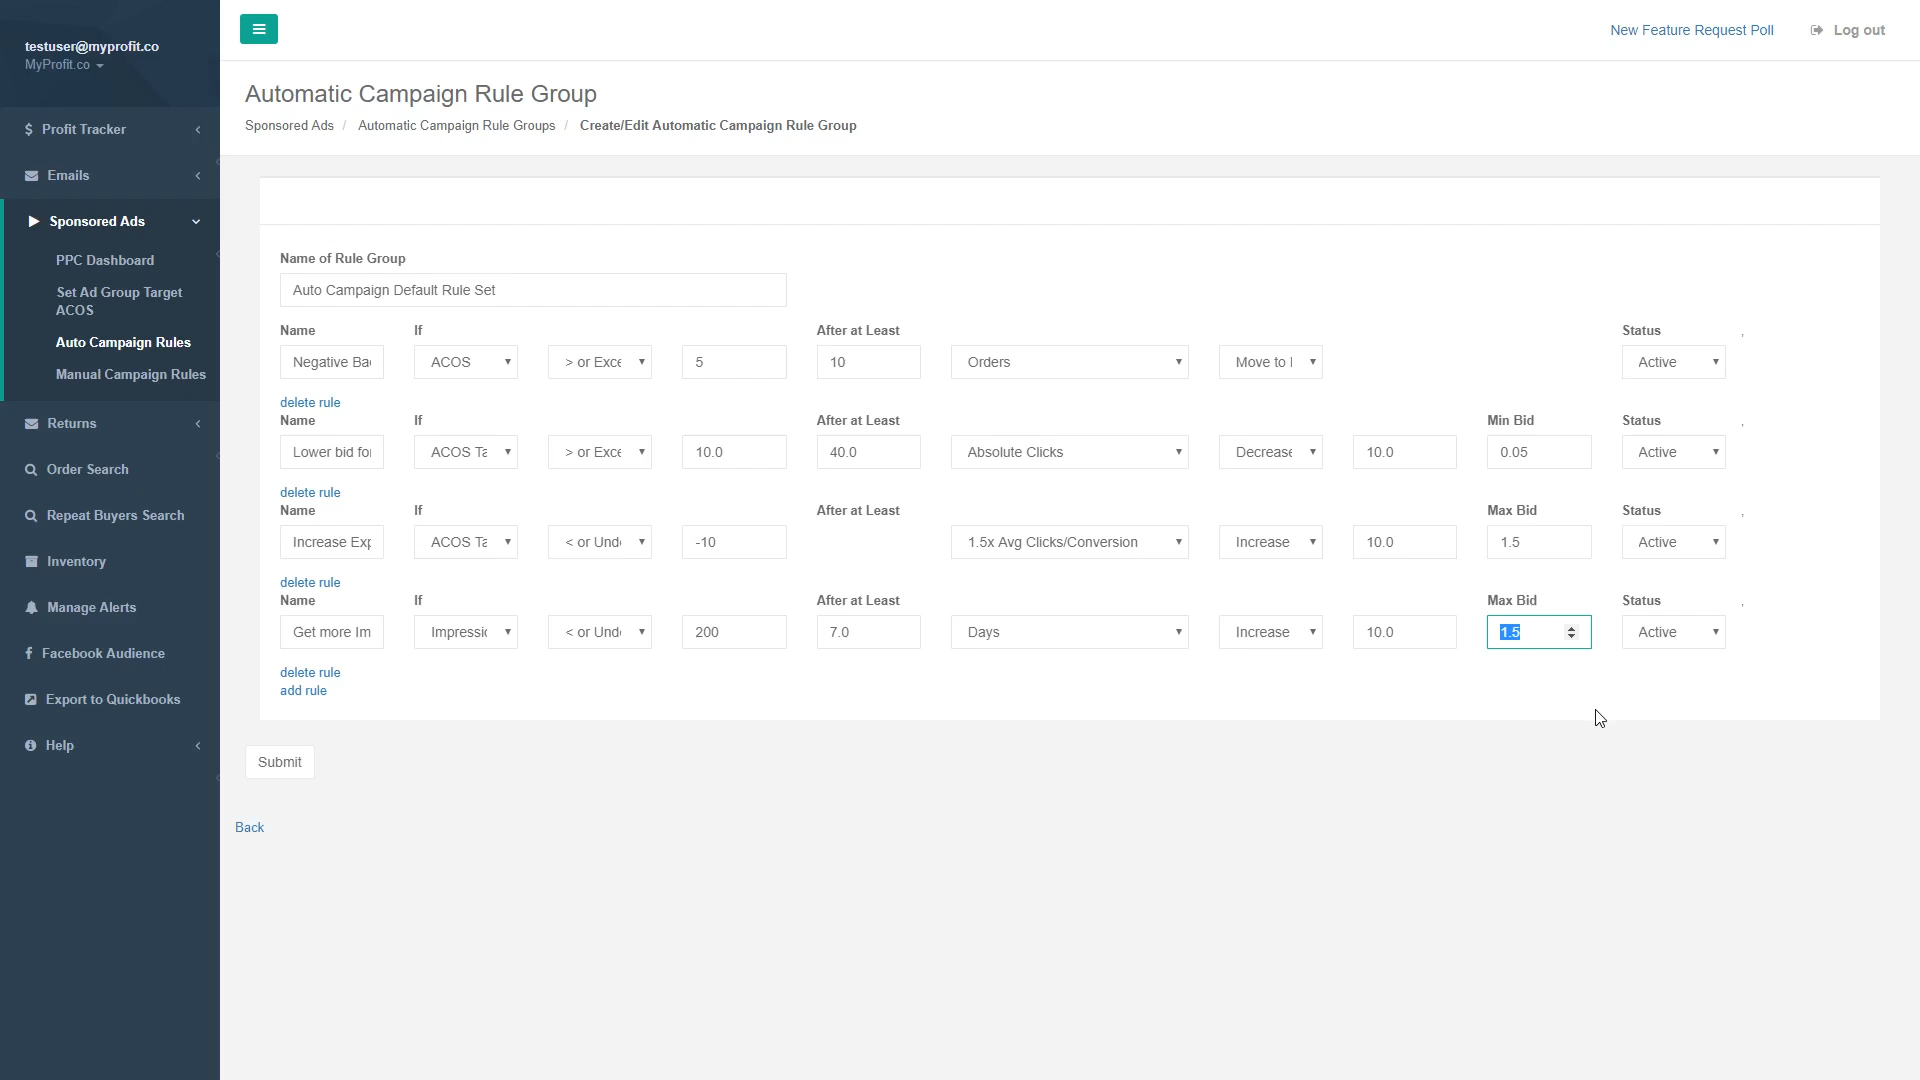 testuser@myprofit.co
MyProfit.co
New Feature Request Poll
Log out
Automatic Campaign Rule Group
Sponsored Ads / Automatic Campaign Rule Groups / Create/Edit Automatic Campaign Rule Group
Profit Tracker
Emails
Sponsored Ads
PPC Dashboard
Set Ad Group Target
ACOS
Auto Campaign Rules
Manual Campaign Rules
Returns
Order Search
Repeat Buyers Search
Inventory
Manage Alerts
Facebook Audience
Export to Quickbooks
Help
Name of Rule Group
Auto Campaign Default Rule Set
Name If After at Least Status ,
Negative Ba ACOS > or Exce 5 10 Orders Move to Active
delete rule
Name If After at Least Min Bid Status ,
Lower bid for ACOS Ta > or Exce 10.0 40.0 Absolute Clicks Decrease 10.0 0.05 Active
delete rule
Name If After at Least Max Bid Status ,
Increase Exp ACOS Ta < or Und -10 1.5x Avg Clicks/Conversion Increase 10.0 1.5 Active
delete rule
Name If After at Least Max Bid Status ,
Get more Im Impressi < or Und 200 7.0 Days Increase 10.0 1.5 Active
delete rule
add rule
Submit
Back